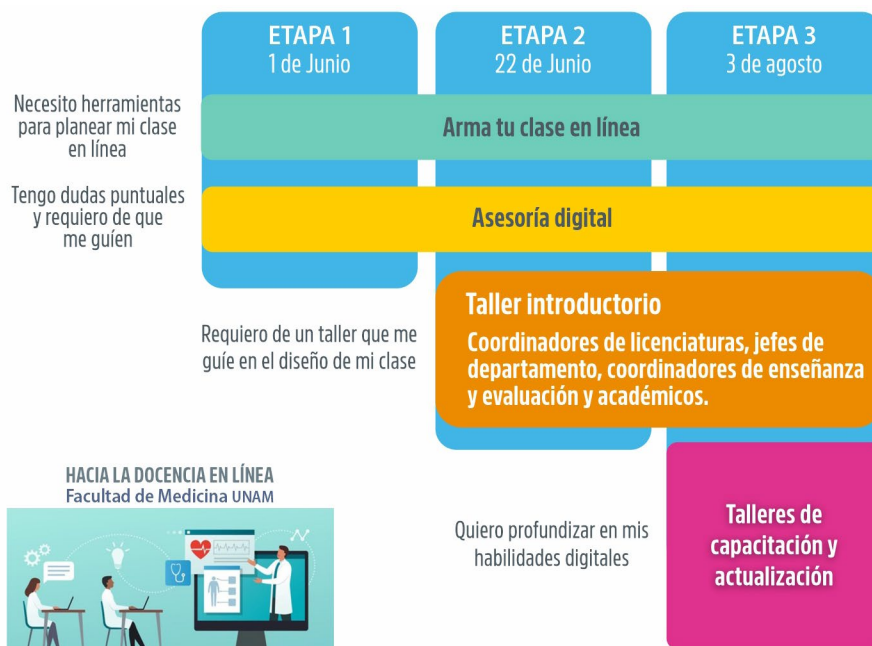 ETAPA 1
1 de Junio
ETAPA 2
22 de Junio
ETAPA 3
3 de agosto
Necesito herramientas
para planear mi clase
en línea
Arma tu clase en línea
Tengo dudas puntuales
y requiero de que
me guíen
Asesoría digital
Requiero de un taller que me
guíe en el diseño de mi clase
Taller introductorio
Coordinadores de licenciaturas, jefes de
departamento, coordinadores de enseñanza
y evaluación y académicos.
HACIA LA DOCENCIA EN LÍNEA
Facultad de Medicina UNAM
Quiero profundizar en mis
habilidades digitales
Talleres de
capacitación y
actualización